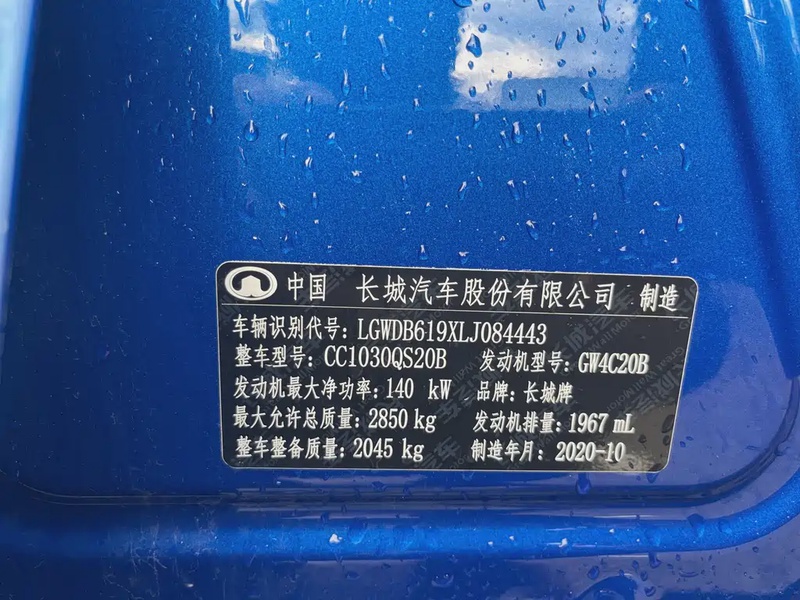 中国 长城汽车股份有限公司 制造
车辆识别代号: LGWDB619XLJ084443
整车型号: CC1030QS20B 发动机型号: GW4C20B
发动机最大净功率: 140 kW 品牌: 长城牌
最大允许总质量: 2850 kg 发动机排量: 1967 mL
整车整备质量: 2045 kg 制造年月: 2020-10